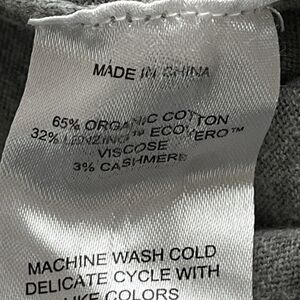 MADE IN CHINA
65% ORGANIC COTTON
32% LENZING™ ECOVERO™
VISCOSE
3% CASHMERE
MACHINE WASH COLD
DELICATE CYCLE WITH
LIKE COLORS